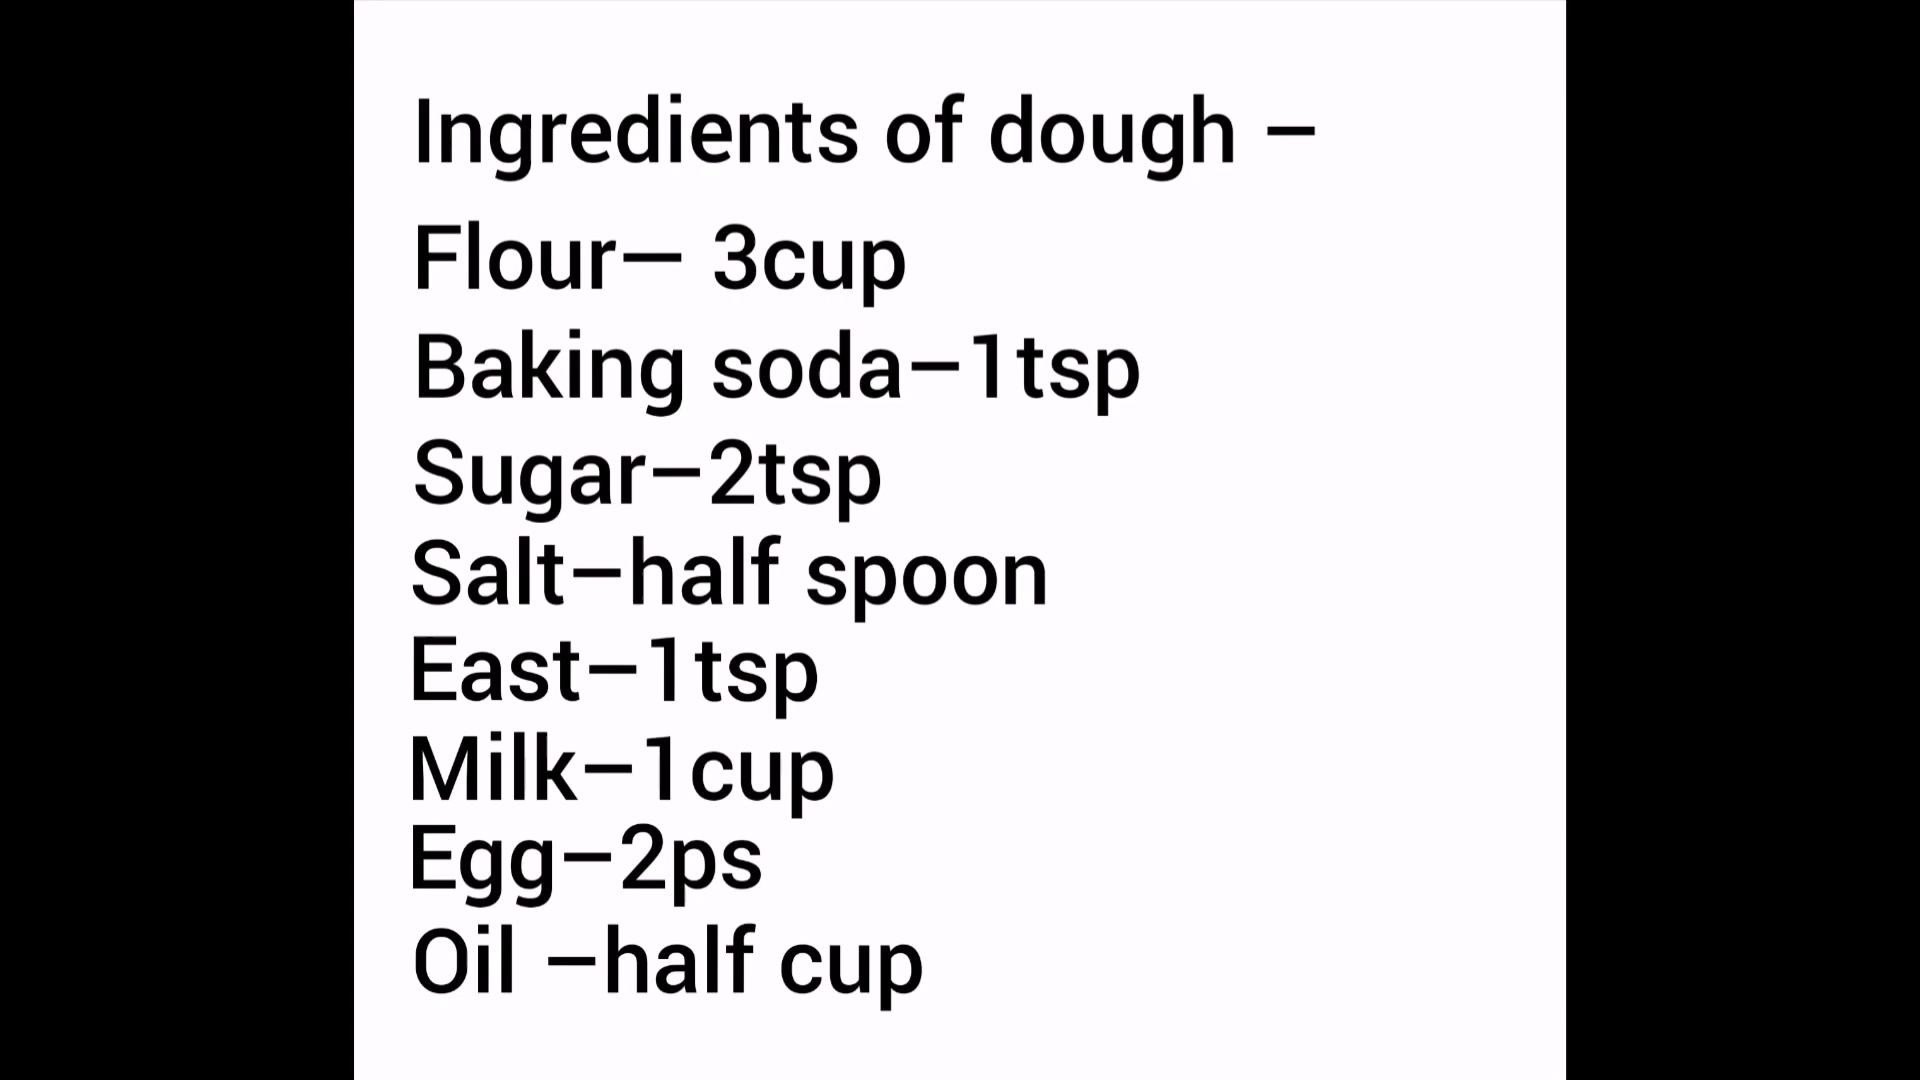 Ingredients of dough –
Flour— 3cup
Baking soda–1tsp
Sugar–2tsp
Salt–half spoon
East–1tsp
Milk–1cup
Egg–2ps
Oil –half cup